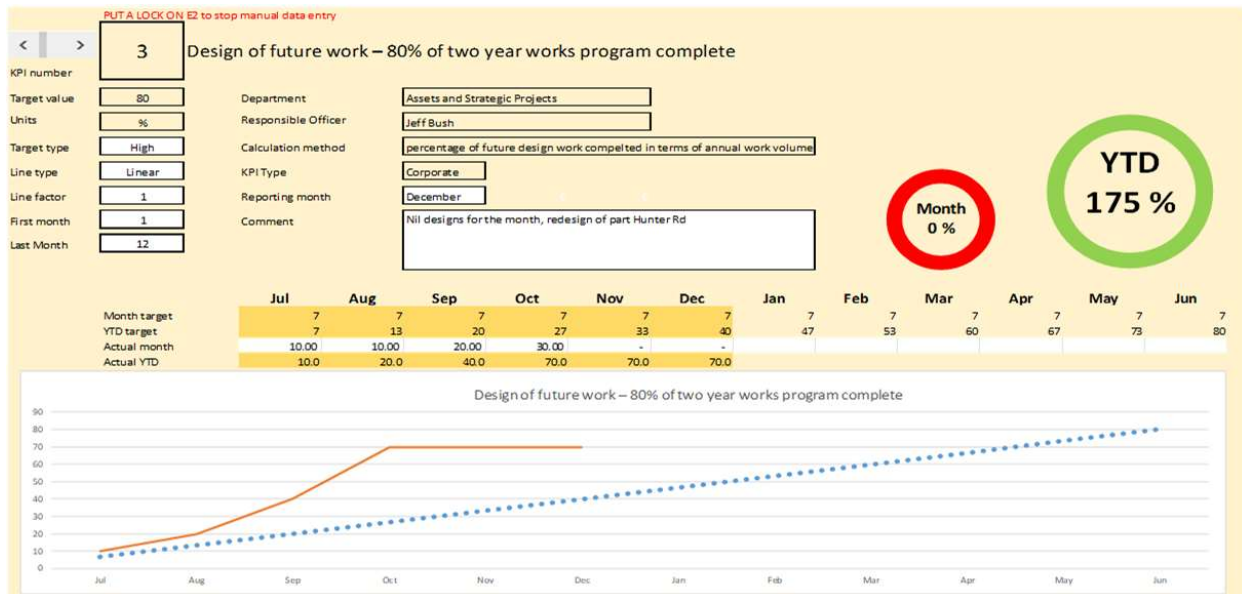 PUT A LOCK ON E2 to stop manual data entry
< > 3 Design of future work – 80% of two year works program complete
KPI number
Target value 80 Department Assets and Strategic Projects
Units % Responsible Officer Jeff Bush
Target type High Calculation method percentage of future design work compelted in terms of annual work volume
Line type Linear KPI Type Corporate
Line factor 1 Reporting month December
First month 1 Comment Nil designs for the month, redesign of part Hunter Rd
Last Month 12
Month
0 %
YTD
175 %
Jul Aug Sep Oct Nov Dec Jan Feb Mar Apr May Jun
Month target 7 7 7 7 7 7 7 7 7 7 7 7
YTD target 7 13 20 27 33 40 47 53 60 67 73 80
Actual month 10.00 10.00 20.00 30.00 - -
Actual YTD 10.0 20.0 40.0 70.0 70.0 70.0
Design of future work – 80% of two year works program complete
90
80
70
60
50
40
30
20
10
0
Jul Aug Sep Oct Nov Dec Jan Feb Mar Apr May Jun